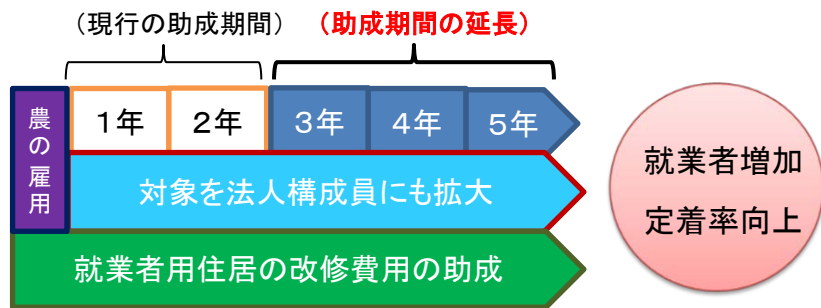 （現行の助成期間）
（助成期間の延長）
農の雇用
１年
２年
３年
４年
５年
対象を法人構成員にも拡大
就業者用住居の改修費用の助成
就業者増加
定着率向上